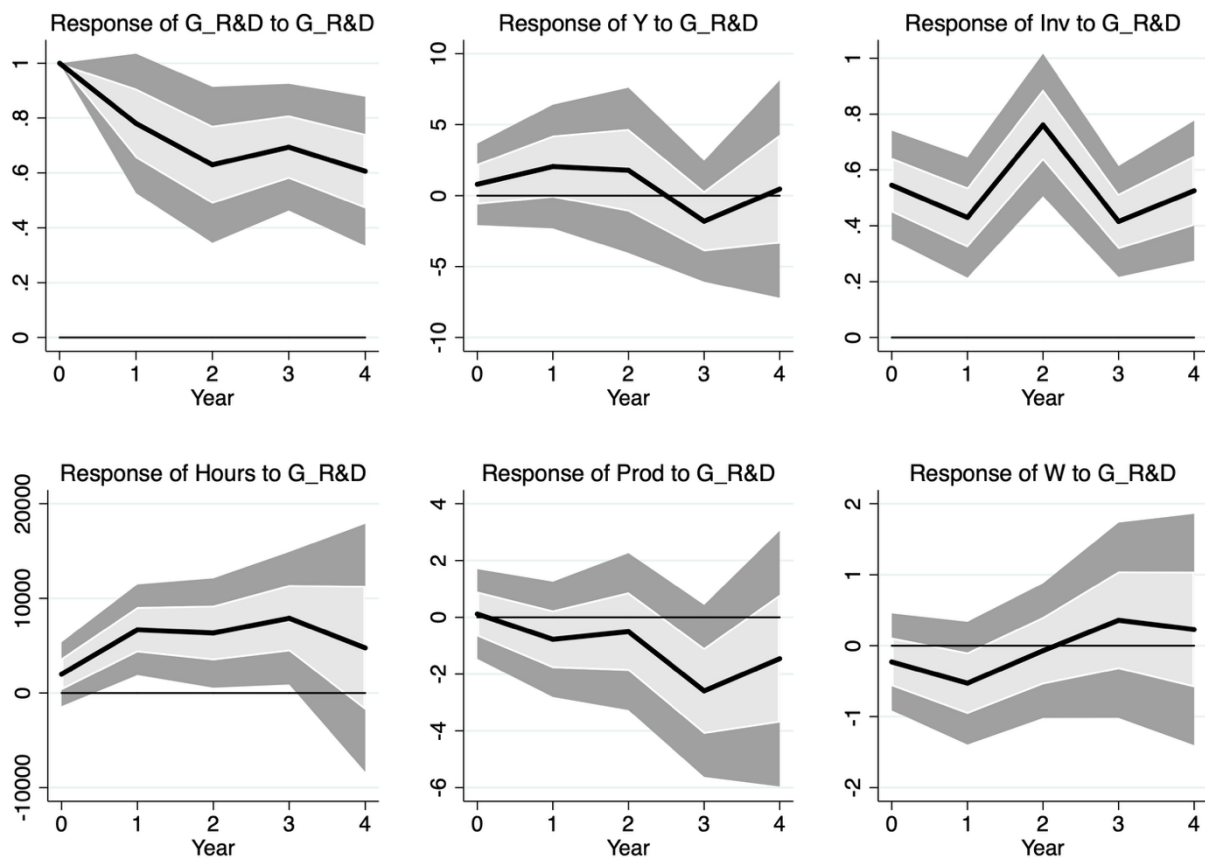 Response of G_R&D to G_R&D
1
.8
.6
.4
.2
0
0 1 2 3 4
Year
Response of Y to G_R&D
10
5
0
-5
-10
0 1 2 3 4
Year
Response of Inv to G_R&D
1
.8
.6
.4
.2
0
0 1 2 3 4
Year
Response of Hours to G_R&D
20000
10000
0
-10000
0 1 2 3 4
Year
Response of Prod to G_R&D
4
2
0
-2
-4
-6
0 1 2 3 4
Year
Response of W to G_R&D
2
1
0
-1
-2
0 1 2 3 4
Year